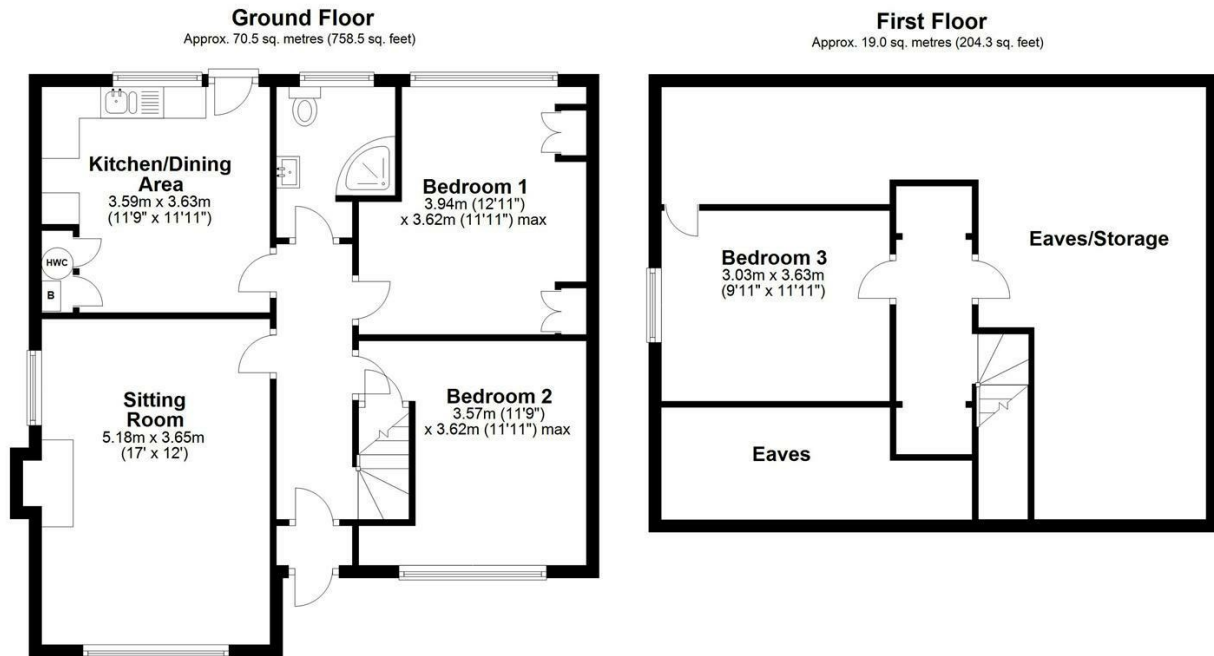 Ground Floor
Approx. 70.5 sq. metres (758.5 sq. feet)
Kitchen/Dining
Area
3.59m x 3.63m
(11'9" x 11'11")
HWC
B
Bedroom 1
3.94m (12'11")
x 3.62m (11'11") max
Sitting
Room
5.18m x 3.65m
(17' x 12')
Bedroom 2
3.57m (11'9")
x 3.62m (11'11") max
First Floor
Approx. 19.0 sq. metres (204.3 sq. feet)
Bedroom 3
3.03m x 3.63m
(9'11" x 11'11")
Eaves/Storage
Eaves